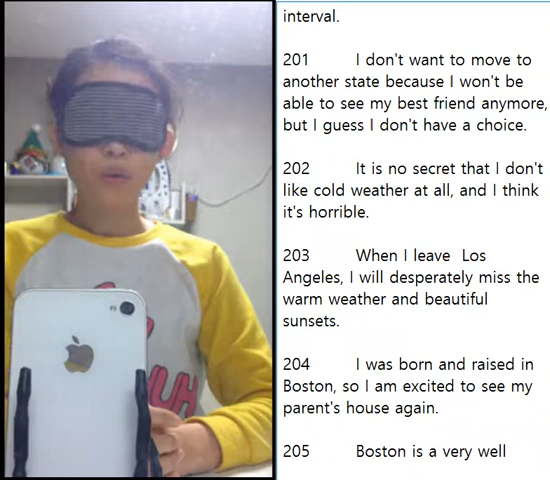 interval.
201 I don't want to move to
another state because I won't be
able to see my best friend anymore,
but I guess I don't have a choice.
202 It is no secret that I don't
like cold weather at all, and I think
it's horrible.
203 When I leave  Los
Angeles, I will desperately miss the
warm weather and beautiful
sunsets.
204 I was born and raised in
Boston, so I am excited to see my
parent's house again.
205 Boston is a very well